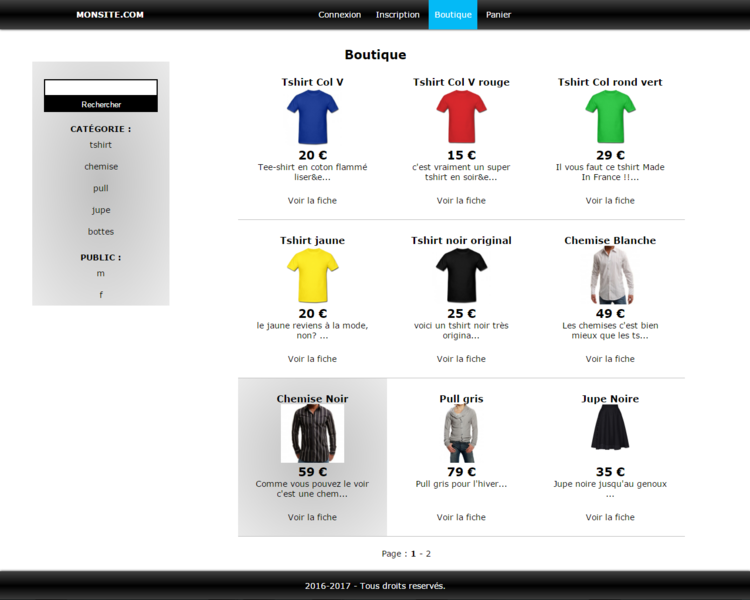 MONSITE.COM
Connexion Inscription Boutique Panier
Boutique
Rechercher
CATÉGORIE :
tshirt
chemise
pull
jupe
bottes
PUBLIC :
m
f
Tshirt Col V
20 €
Tee-shirt en coton flammé
liser&e...
Voir la fiche
Tshirt Col V rouge
15 €
c'est vraiment un super
tshirt en soir&e...
Voir la fiche
Tshirt Col rond vert
29 €
Il vous faut ce tshirt Made
In France !!...
Voir la fiche
Tshirt jaune
20 €
le jaune reviens à la mode,
non? ...
Voir la fiche
Tshirt noir original
25 €
voici un tshirt noir très
origina...
Voir la fiche
Chemise Blanche
49 €
Les chemises c'est bien
mieux que les ts...
Voir la fiche
Chemise Noir
59 €
Comme vous pouvez le voir
c'est une chem...
Voir la fiche
Pull gris
79 €
Pull gris pour l'hiver...
Voir la fiche
Jupe Noire
35 €
Jupe noire jusqu'au genoux
...
Voir la fiche
Page : 1 - 2
2016-2017 - Tous droits reservés.